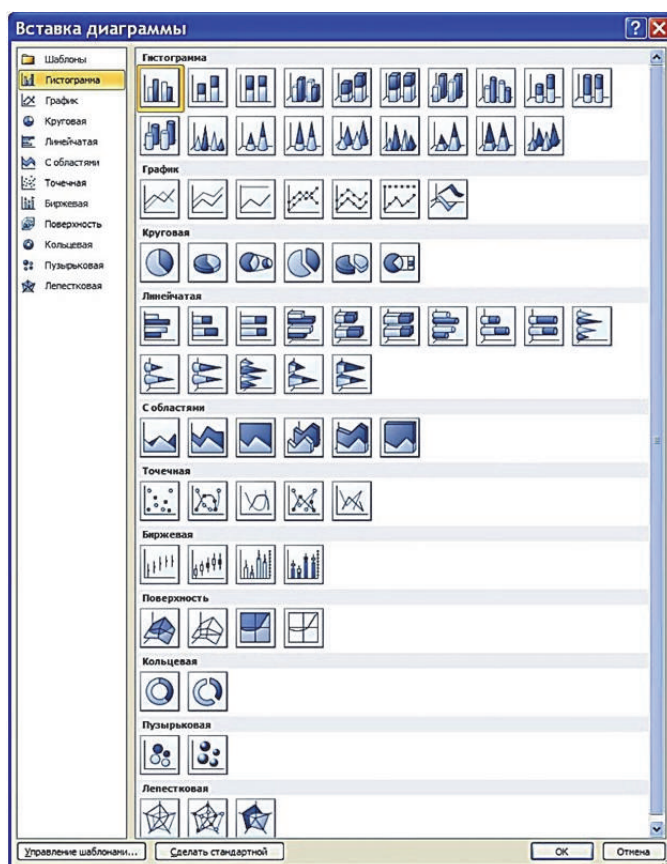 Вставка диаграммы
Шаблоны
Гистограмма
График
Круговая
Линейчатая
С областями
Точечная
Биржевая
Поверхность
Кольцевая
Пузырьковая
Лепестковая
Гистограмма
График
Круговая
Линейчатая
С областями
Точечная
Биржевая
Поверхность
Кольцевая
Пузырьковая
Лепестковая
Управление шаблонами...
Сделать стандартной
ОК
Отмена